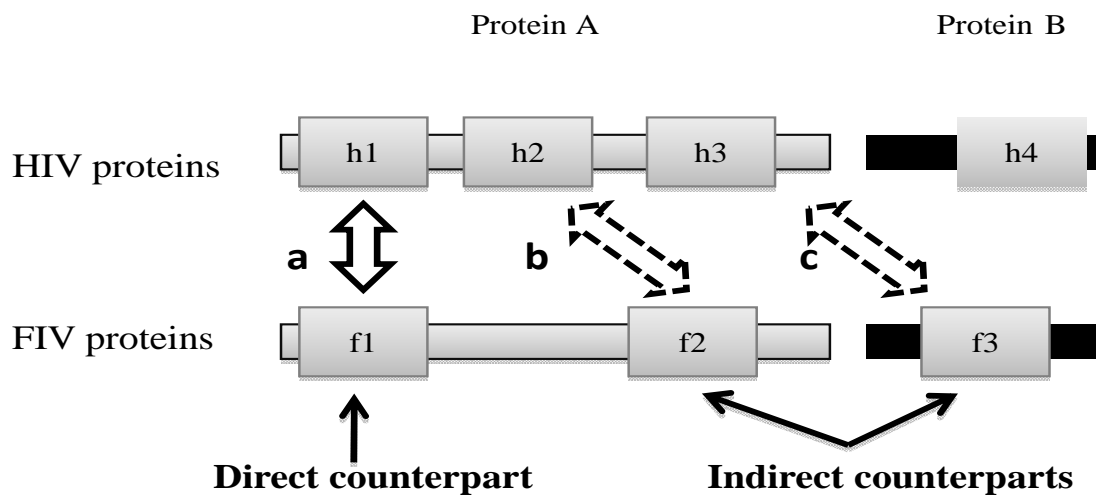 Protein A Protein B
HIV proteins h1 h2 h3 h4
a b c
FIV proteins f1 f2 f3
Direct counterpart Indirect counterparts